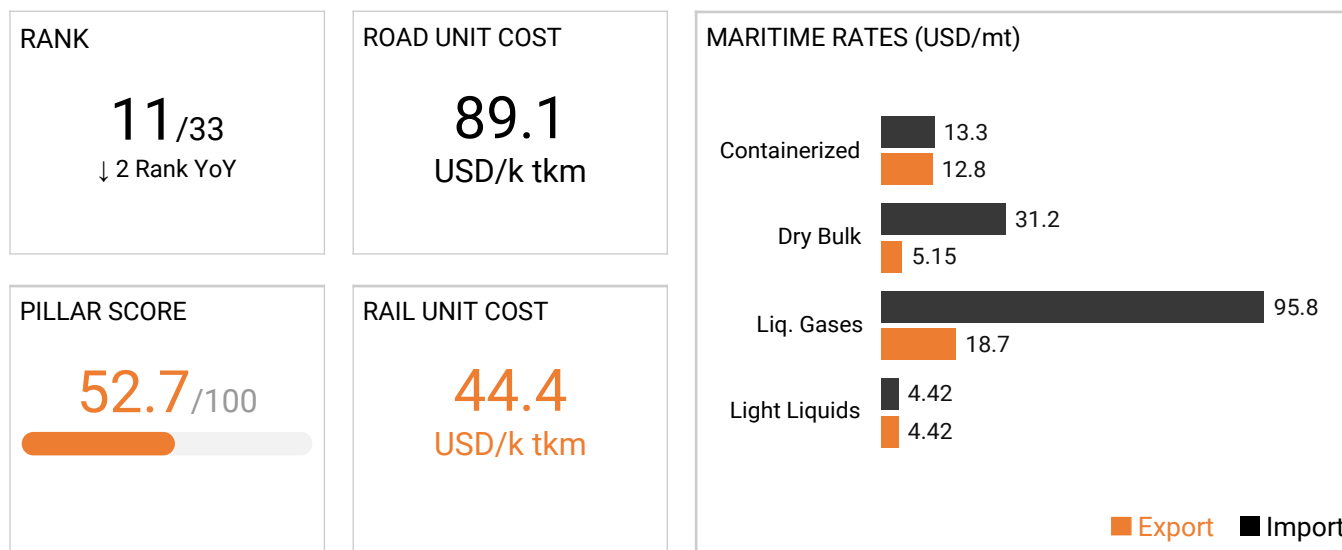 RANK
11/33
↓ 2 Rank YoY
ROAD UNIT COST
89.1
USD/k tkm
PILLAR SCORE
52.7/100
RAIL UNIT COST
44.4
USD/k tkm
MARITIME RATES (USD/mt)
Containerized
13.3
12.8
Dry Bulk
31.2
5.15
Liq. Gases
95.8
18.7
Light Liquids
4.42
4.42
Export Import